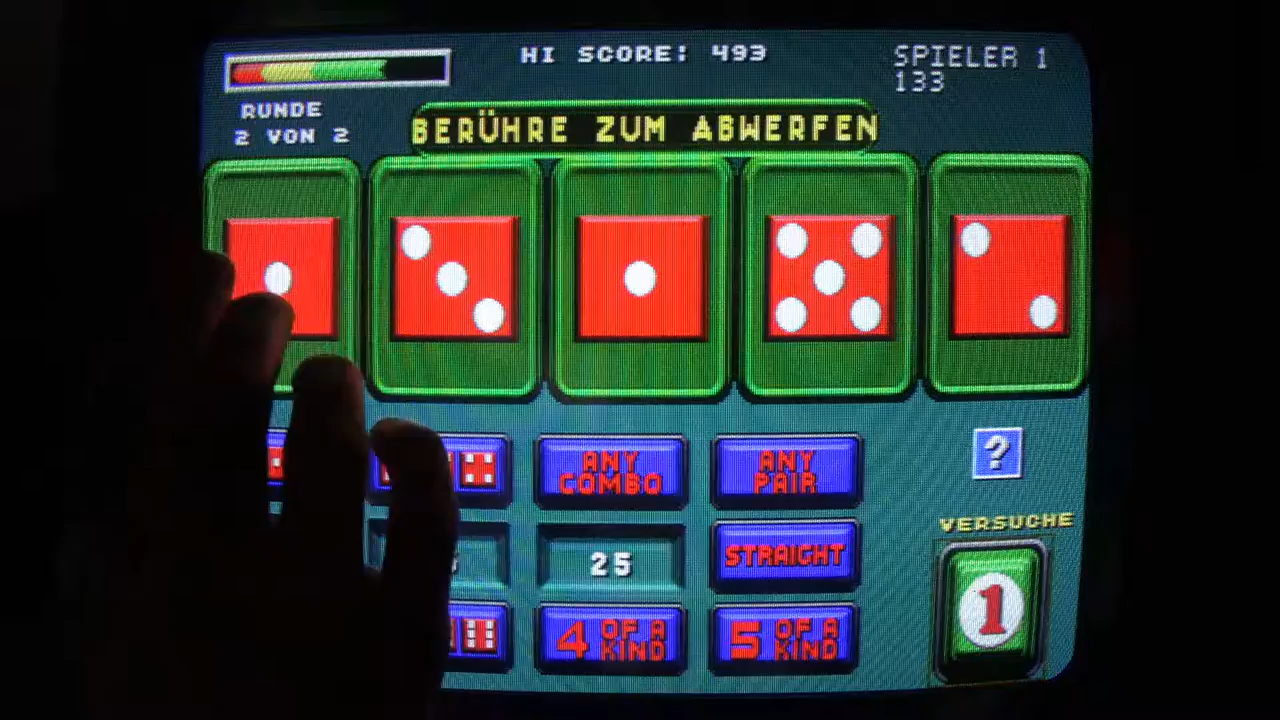 HI SCORE: 493
SPIELER 1
133
RUNDE
2 VON 2
BERÜHRE ZUM ABWERFEN
ANY
COMBO
ANY
PAIR
?
VERSUCHE
25
STRAIGHT
1
4 OF A
KIND
5 OF A
KIND